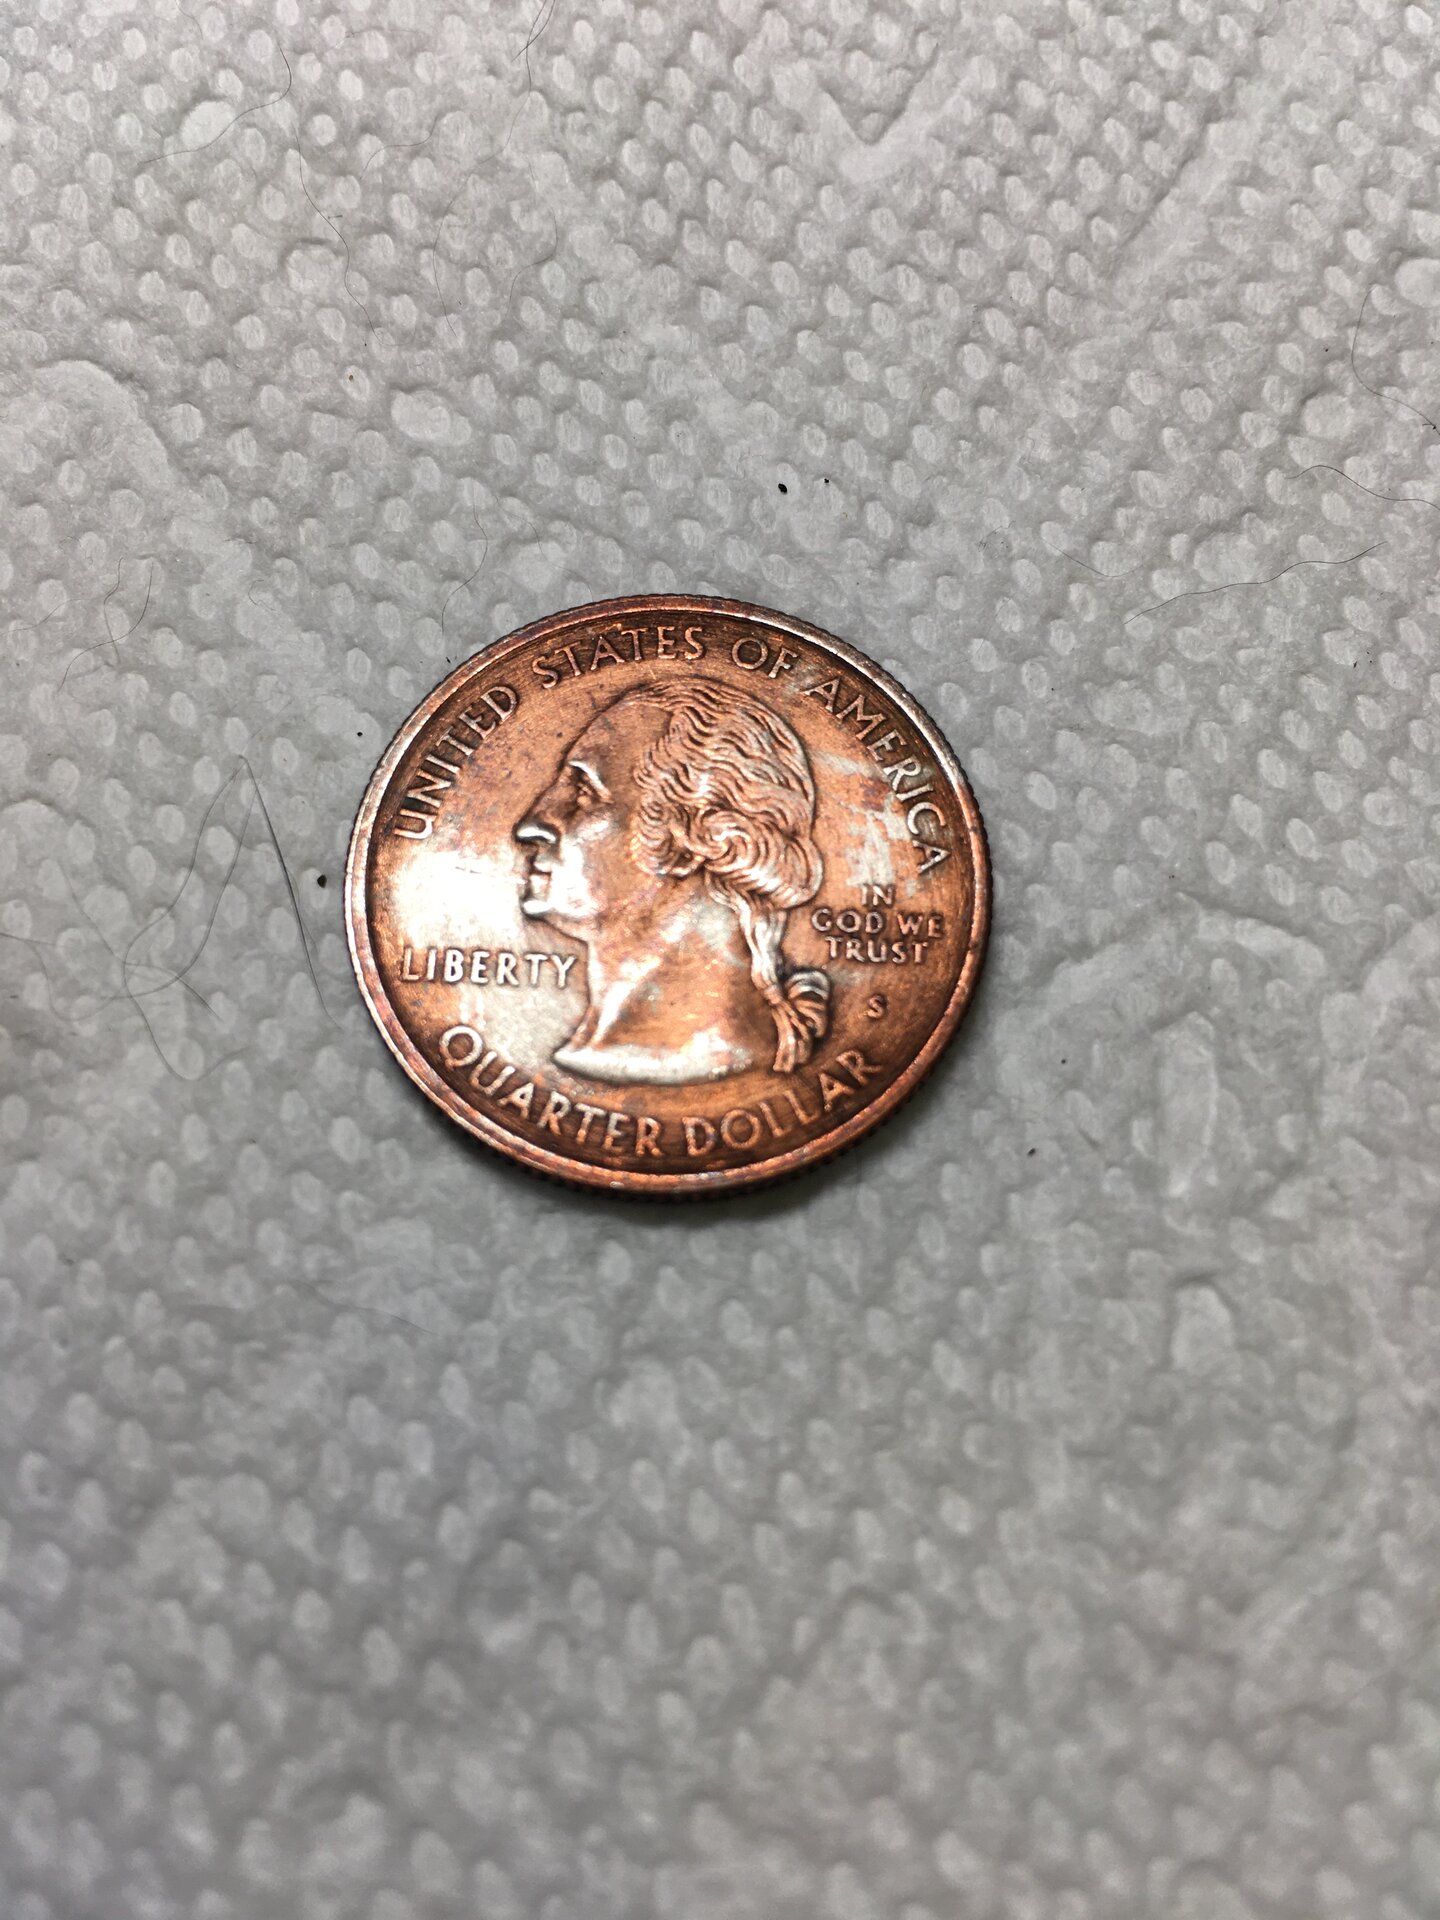 UNITED STATES OF AMERICA
LIBERTY
IN
GOD WE
TRUST
S
QUARTER DOLLAR